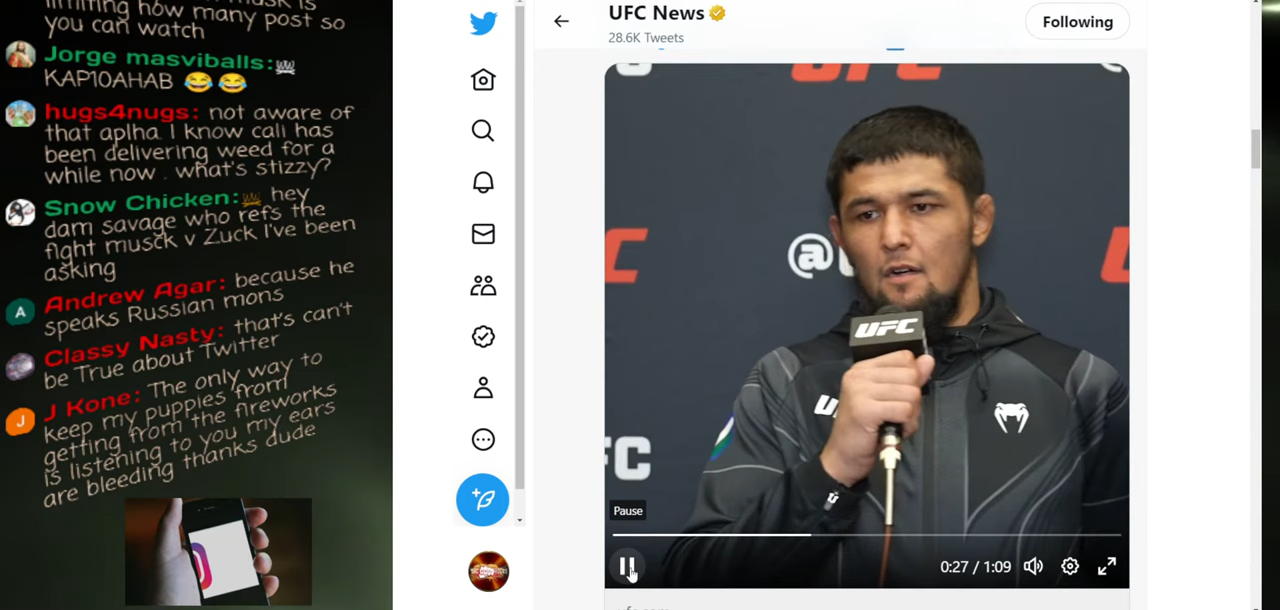 limiting how many post so
you can watch
Jorge masviballs:
KAP10AHAB 😂 😂
hugs4nugs: not aware of
that aplha. I know cali has
been delivering weed for a
while now . what's stizzy?
Snow Chicken: hey
dam savage who refs the
fight musck v Zuck I've been
asking
Andrew Agar: because he
speaks Russian mons
A
Classy Nasty: that's can't
be True about Twitter
J Kone: The only way to
J
keep my puppies from
getting from the fireworks
is listening to you my ears
are bleeding thanks dude
UFC News
28.6K Tweets
Following
UFC
@U
UFC
FC
Pause
0:27 / 1:09